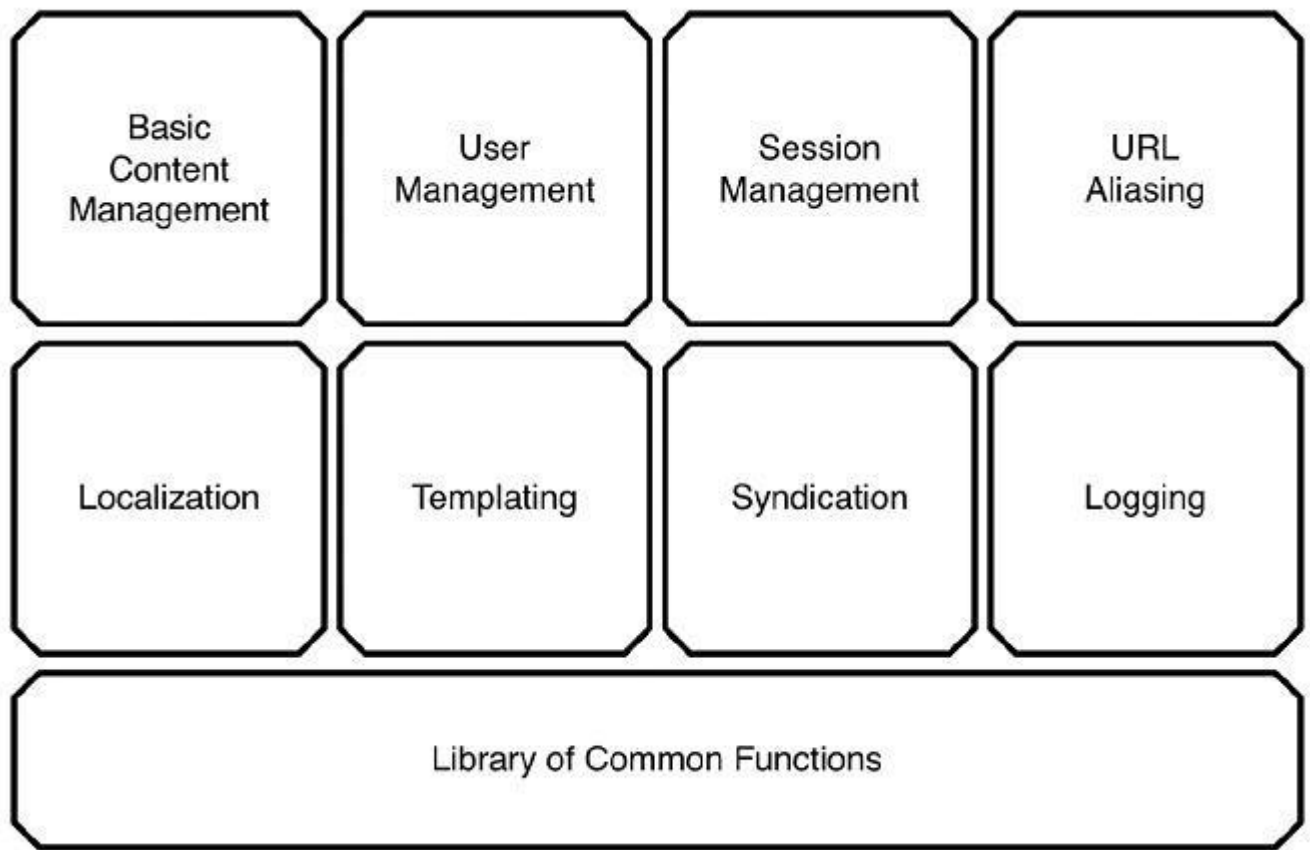 Basic
Content
Management
User
Management
Session
Management
URL
Aliasing
Localization
Templating
Syndication
Logging
Library of Common Functions